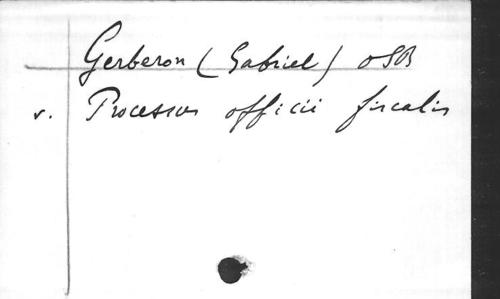 Gerberon (Gabriel) OSB
v. Processus officii fiscalis